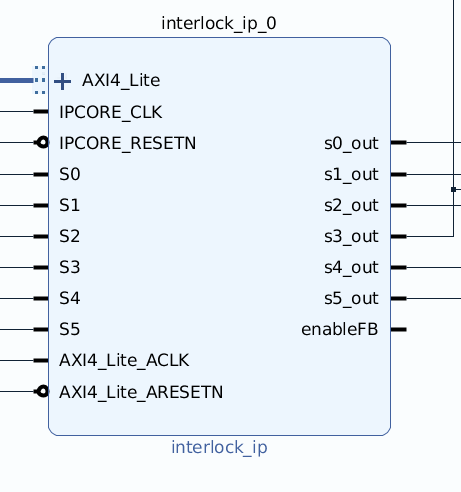 interlock_ip_0
AXI4_Lite
IPCORE_CLK
IPCORE_RESETN s0_out
S0 s1_out
S1 s2_out
S2 s3_out
S3 s4_out
S4 s5_out
S5 enableFB
AXI4_Lite_ACLK
AXI4_Lite_ARESETN
interlock_ip